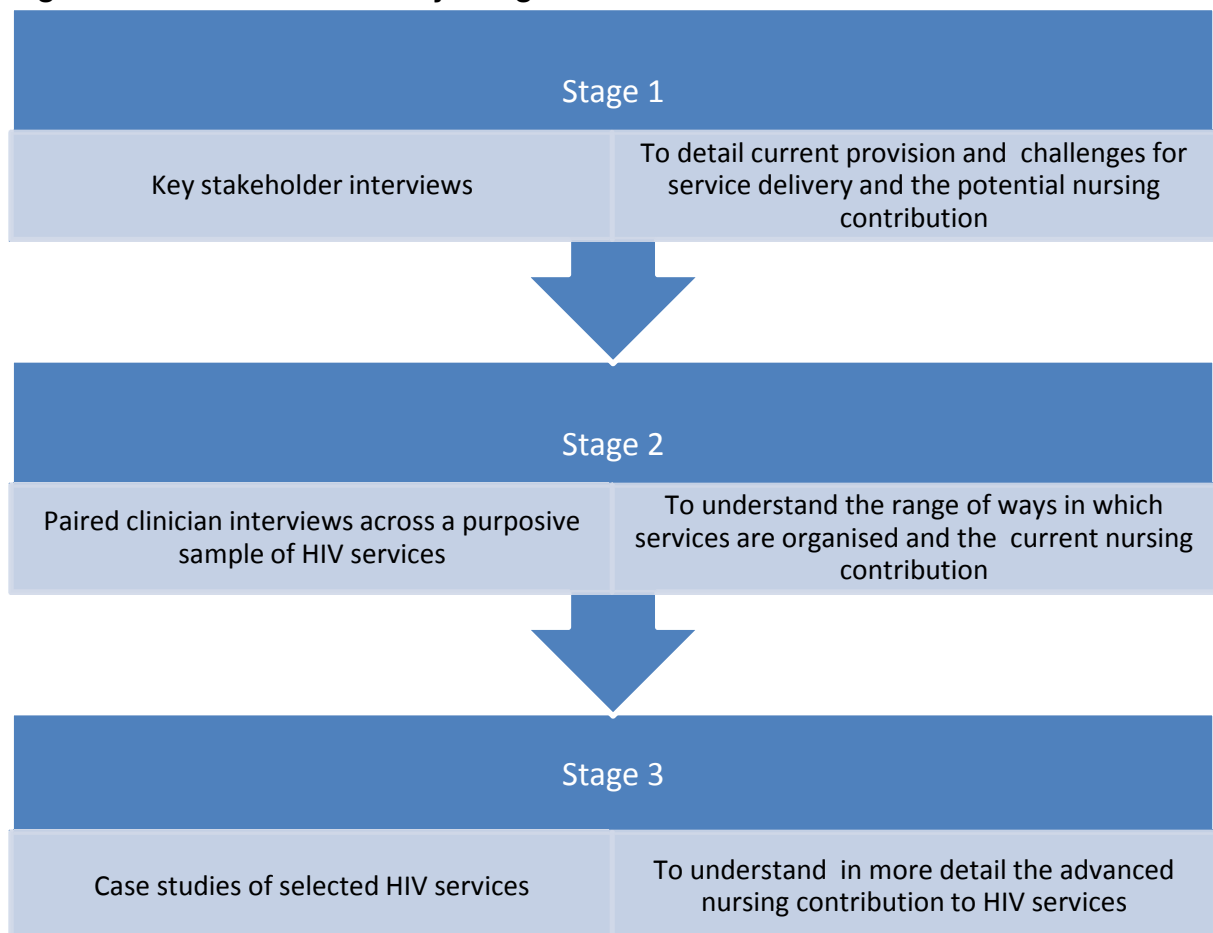 Stage 1
Key stakeholder interviews
To detail current provision and challenges for
service delivery and the potential nursing
contribution
Stage 2
Paired clinician interviews across a purposive
sample of HIV services
To understand the range of ways in which
services are organised and the current nursing
contribution
Stage 3
Case studies of selected HIV services
To understand in more detail the advanced
nursing contribution to HIV services